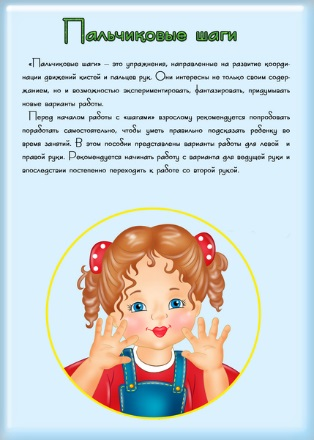 Пальчиковые шаги
«Пальчиковые шаги» – это упражнения, направленные на развитие коорди-
нации движений кистей и пальцев рук. Они интересны не только своим содер-
жанием, но и возможностью экспериментировать, фантазировать, придумывать
новые варианты работы.
Перед началом работы с «шагами» взрослому рекомендуется попробовать
поработать самостоятельно, чтобы уметь правильно подсказать ребенку во
время занятий. В этом пособии представлены варианты работы для левой и
правой руки. Рекомендуется начинать работу с варианта для ведущей руки и
впоследствии постепенно переходить к работе со второй рукой.